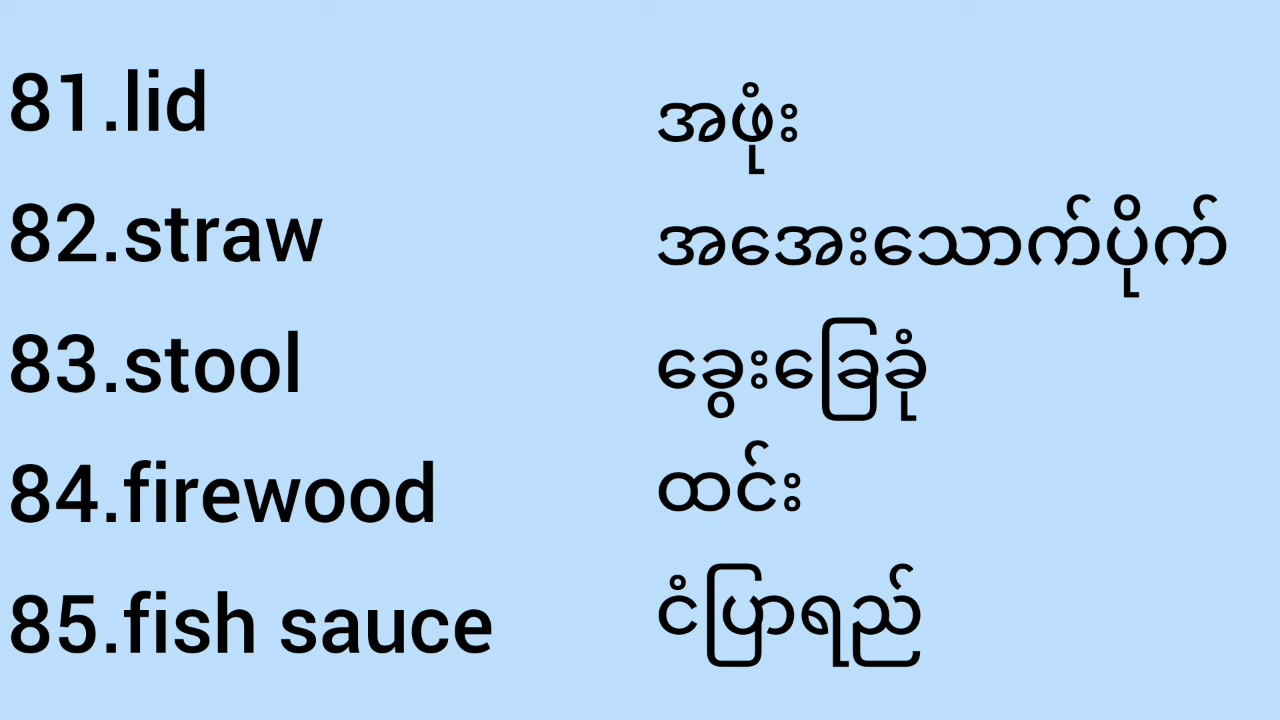 81.lid အဖုံး
82.straw အအေးသောက်ပိုက်
83.stool ခွေးခြေခုံ
84.firewood ထင်း
85.fish sauce ငံပြာရည်